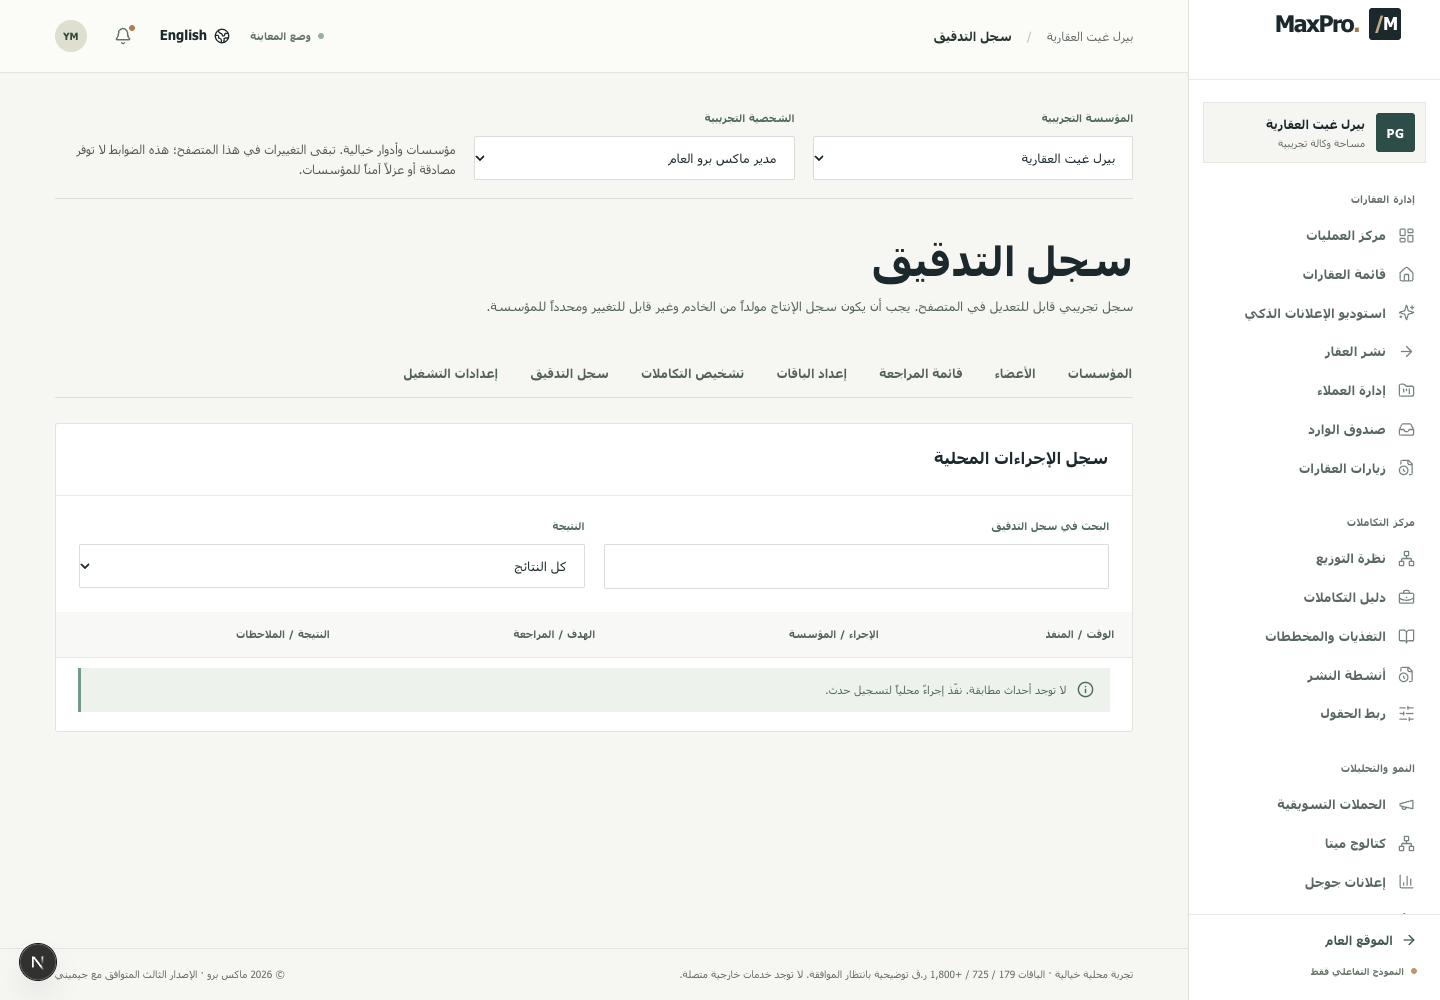 MaxPro.
/M
بيرل غيت العقارية / سجل التدقيق
وضع المعاينة
English
YM
PG
بيرل غيت العقارية
مساحة وكالة تجريبية
إدارة العقارات
مركز العمليات
قائمة العقارات
استوديو الإعلانات الذكي
نشر العقار
إدارة العملاء
صندوق الوارد
زيارات العقارات
مركز التكاملات
نظرة التوزيع
دليل التكاملات
التغذيات والمخططات
أنشطة النشر
ربط الحقول
النمو والتحليلات
الحملات التسويقية
كتالوج ميتا
إعلانات جوجل
الموقع العام
النموذج التفاعلي فقط
المؤسسة التجريبية
بيرل غيت العقارية
الشخصية التجريبية
مدير ماكس برو العام
مؤسسات وأدوار خيالية. تبقى التغييرات في هذا المتصفح؛ هذه الضوابط لا توفر
مصادقة أو عزلاً آمناً للمؤسسات.
سجل التدقيق
سجل تجريبي قابل للتعديل في المتصفح. يجب أن يكون سجل الإنتاج مولداً من الخادم وغير قابل للتغيير ومحدداً للمؤسسة.
المؤسسات الأعضاء قائمة المراجعة إعداد الباقات تشخيص التكاملات سجل التدقيق إعدادات التشغيل
سجل الإجراءات المحلية
البحث في سجل التدقيق
النتيجة
كل النتائج
الوقت / المنفذ الإجراء / المؤسسة الهدف / المراجعة النتيجة / الملاحظات
لا توجد أحداث مطابقة. نفّذ إجراءً محلياً لتسجيل حدث.
تجربة محلية خيالية · الباقات 179 / 725 / 1,800+ ر.ق توضيحية بانتظار الموافقة. لا توجد خدمات خارجية متصلة.
© 2026 ماكس برو · الإصدار الثالث المتوافق مع جيميني
N